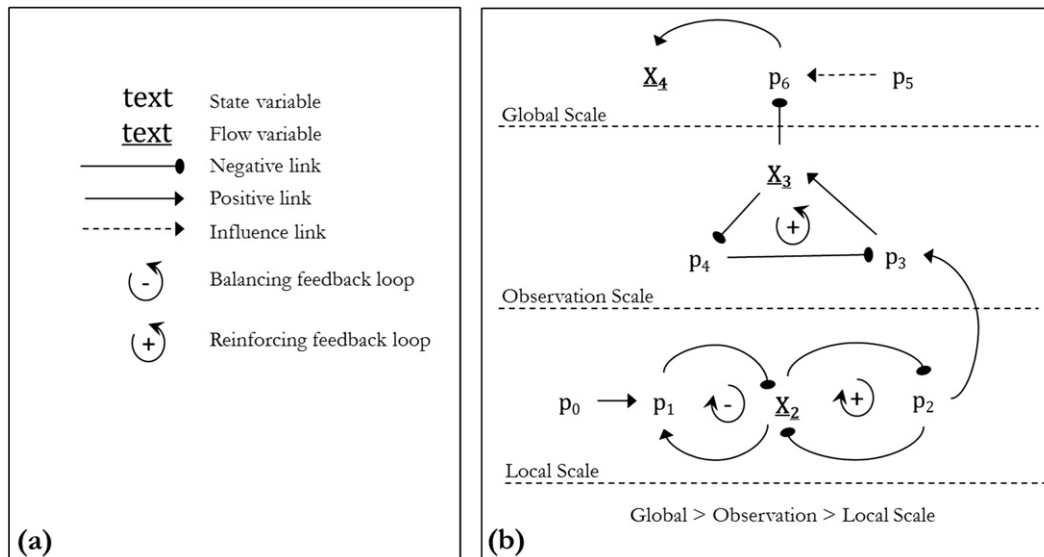 text State variable
text Flow variable
Negative link
Positive link
Influence link
- Balancing feedback loop
+ Reinforcing feedback loop
(a)
X₄ p₆ p₅
Global Scale
X₃
+
p₄ p₃
Observation Scale
p₀ p₁ - X₂ + p₂
Local Scale
Global > Observation > Local Scale
(b)